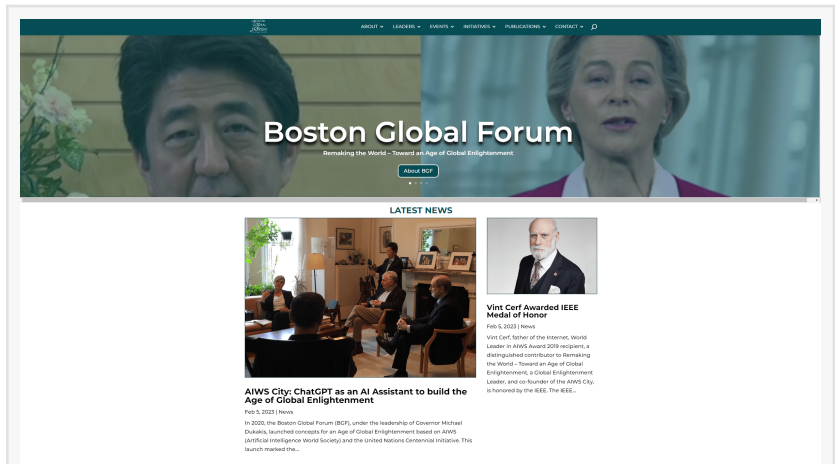 ABOUT LEADERS EVENTS INITIATIVES PUBLICATIONS CONTACT
Boston Global Forum
Remaking the World – Toward an Age of Global Enlightenment
About BGF
LATEST NEWS
AIWS City: ChatGPT as an AI Assistant to build the
Age of Global Enlightenment
Feb 5, 2023 | News
In 2020, the Boston Global Forum (BGF), under the leadership of Governor Michael
Dukakis, launched concepts for an Age of Global Enlightenment based on AIWS
(Artificial Intelligence World Society) and the United Nations Centennial Initiative. This
launch marked the...
Vint Cerf Awarded IEEE
Medal of Honor
Feb 5, 2023 | News
Vint Cerf, father of the Internet, World
Leader in AIWS Award 2019 recipient, a
distinguished contributor to Remaking
the World – Toward an Age of Global
Enlightenment, a Global Enlightenment
Leader, and co-founder of the AIWS City,
is honored by the IEEE. The IEEE...